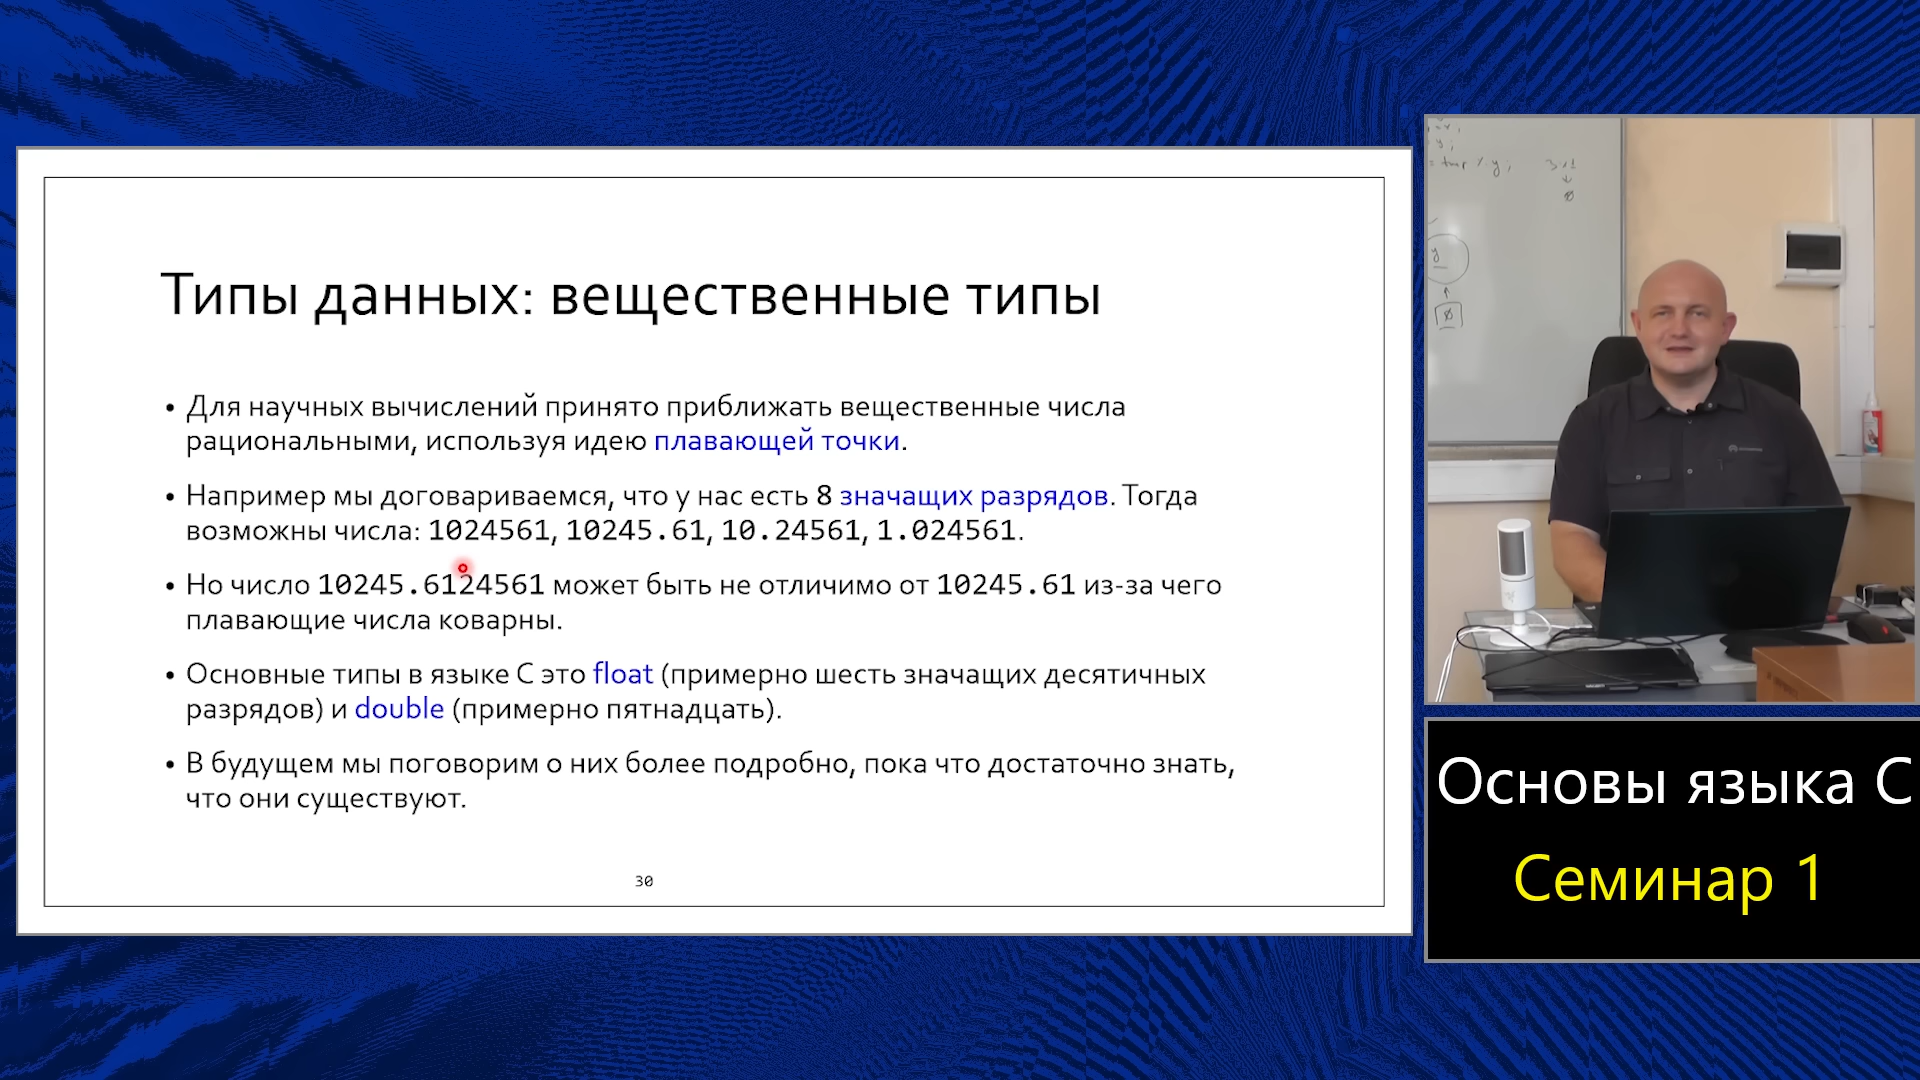 Типы данных: вещественные типы
• Для научных вычислений принято приближать вещественные числа
рациональными, используя идею плавающей точки.
• Например мы договариваемся, что у нас есть 8 значащих разрядов. Тогда
возможны числа: 1024561, 10245.61, 10.24561, 1.024561.
• Но число 10245.6124561 может быть не отличимо от 10245.61 из-за чего
плавающие числа коварны.
• Основные типы в языке C это float (примерно шесть значащих десятичных
разрядов) и double (примерно пятнадцать).
• В будущем мы поговорим о них более подробно, пока что достаточно знать,
что они существуют.
30
Основы языка C
Семинар 1